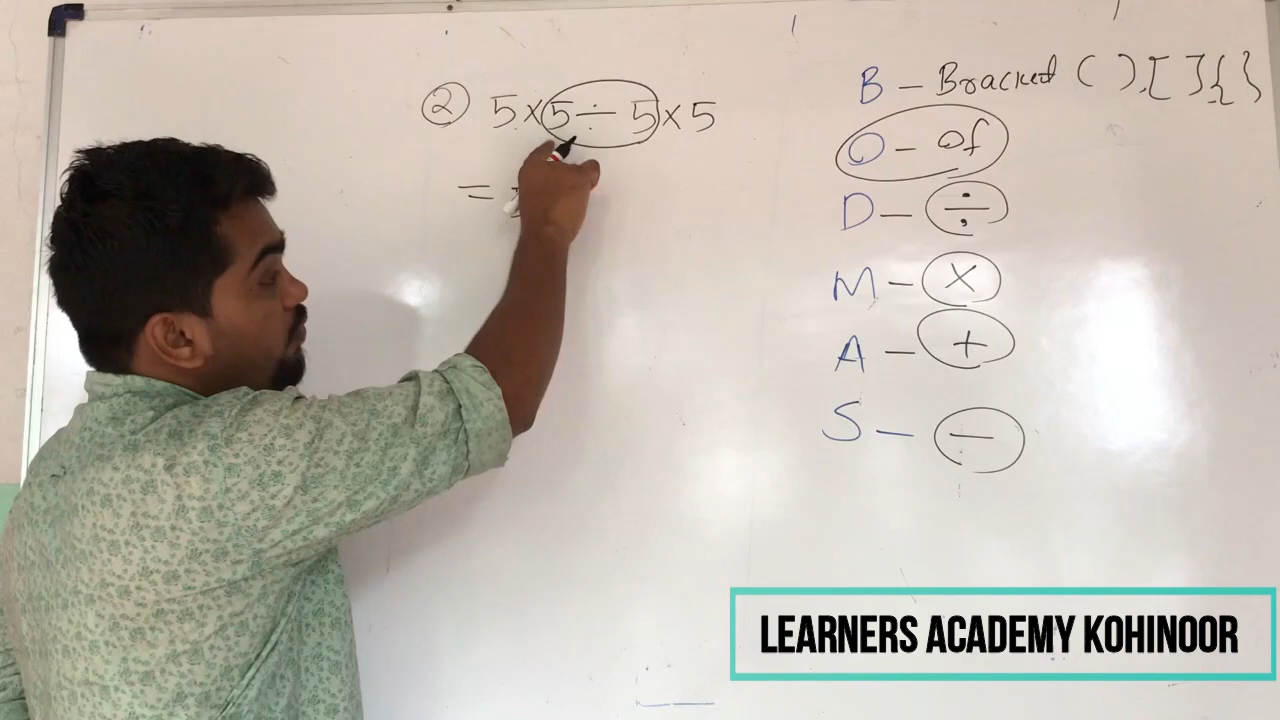 ② 5×5÷5×5
=
B – Bracket ( ), [ ] { }
O – of
D – ÷
M – ×
A – +
S – –
LEARNERS ACADEMY KOHINOOR